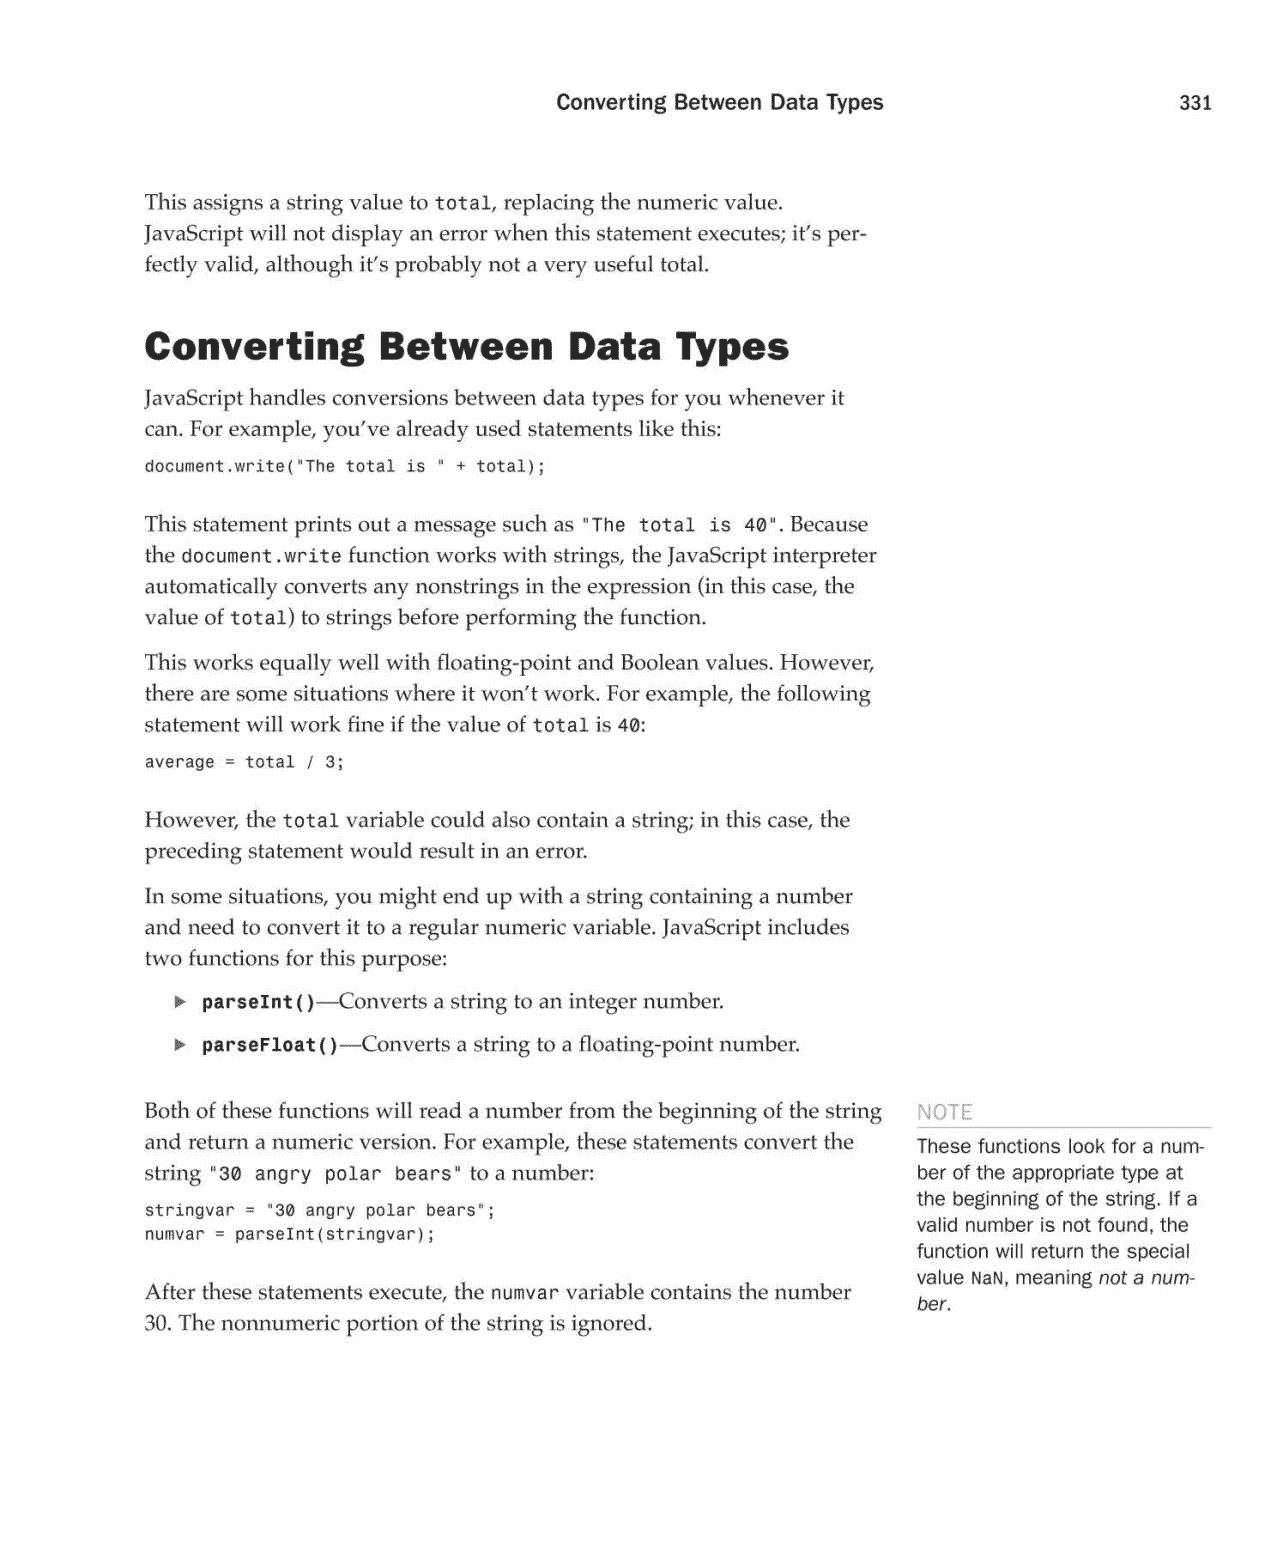 Converting Between Data Types 331
This assigns a string value to total, replacing the numeric value.
JavaScript will not display an error when this statement executes; it's per-
fectly valid, although it's probably not a very useful total.
Converting Between Data Types
JavaScript handles conversions between data types for you whenever it
can. For example, you've already used statements like this:
document.write("The total is " + total);
This statement prints out a message such as "The total is 40". Because
the document.write function works with strings, the JavaScript interpreter
automatically converts any nonstrings in the expression (in this case, the
value of total) to strings before performing the function.
This works equally well with floating-point and Boolean values. However,
there are some situations where it won't work. For example, the following
statement will work fine if the value of total is 40:
average = total / 3;
However, the total variable could also contain a string; in this case, the
preceding statement would result in an error.
In some situations, you might end up with a string containing a number
and need to convert it to a regular numeric variable. JavaScript includes
two functions for this purpose:
▶ parseInt()—Converts a string to an integer number.
▶ parseFloat()—Converts a string to a floating-point number.
Both of these functions will read a number from the beginning of the string
and return a numeric version. For example, these statements convert the
string "30 angry polar bears" to a number:
stringvar = "30 angry polar bears";
numvar = parseInt(stringvar);
After these statements execute, the numvar variable contains the number
30. The nonnumeric portion of the string is ignored.
NOTE
These functions look for a num-
ber of the appropriate type at
the beginning of the string. If a
valid number is not found, the
function will return the special
value NaN, meaning not a num-
ber.